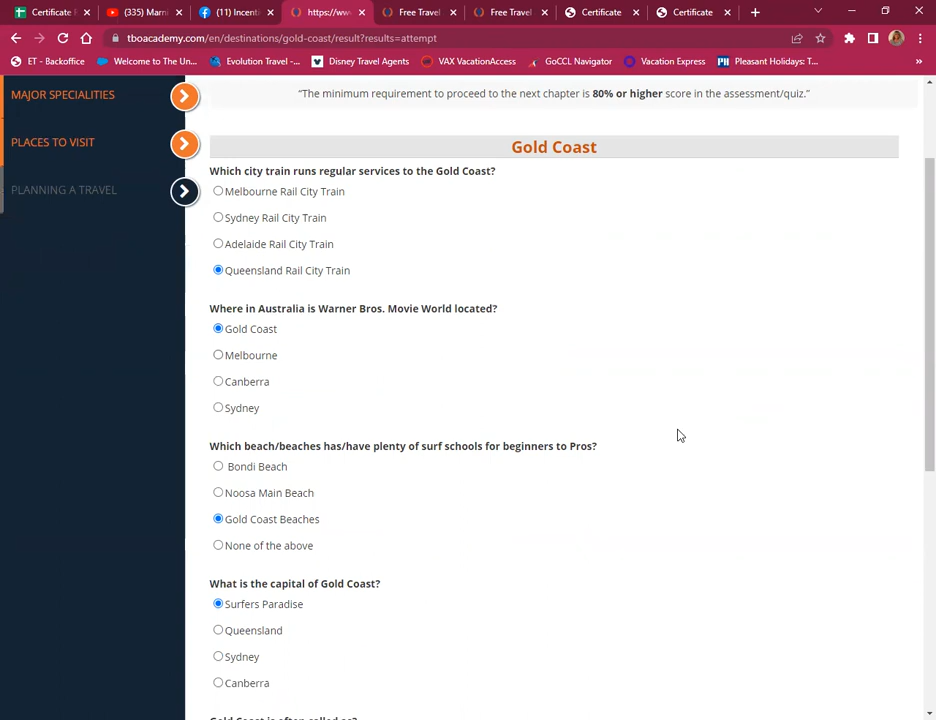 Certificate F
(335) Marni
(11) Incenti
https://ww
Free Travel
Free Travel
Certificate
Certificate
tboacademy.com/en/destinations/gold-coast/result?results=attempt
ET - Backoffice
Welcome to The Un...
Evolution Travel -...
Disney Travel Agents
VAX VacationAccess
GoCCL Navigator
Vacation Express
Pleasant Holidays: T...
»
MAJOR SPECIALITIES
PLACES TO VISIT
PLANNING A TRAVEL
“The minimum requirement to proceed to the next chapter is 80% or higher score in the assessment/quiz.”
Gold Coast
Which city train runs regular services to the Gold Coast?
Melbourne Rail City Train
Sydney Rail City Train
Adelaide Rail City Train
Queensland Rail City Train
Where in Australia is Warner Bros. Movie World located?
Gold Coast
Melbourne
Canberra
Sydney
Which beach/beaches has/have plenty of surf schools for beginners to Pros?
Bondi Beach
Noosa Main Beach
Gold Coast Beaches
None of the above
What is the capital of Gold Coast?
Surfers Paradise
Queensland
Sydney
Canberra
Gold Coast is often called as?